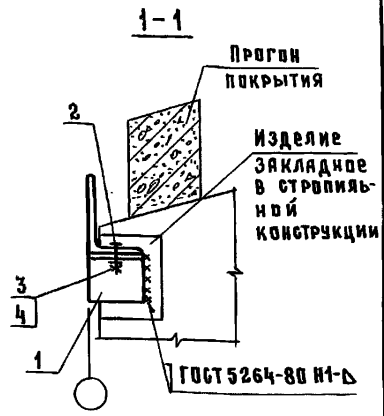 1-1
Прогон
покрытия
2
Изделие
закладное
в стропиль-
ной
конструкции
3
4
1
ГОСТ 5264-80 Н1-Δ